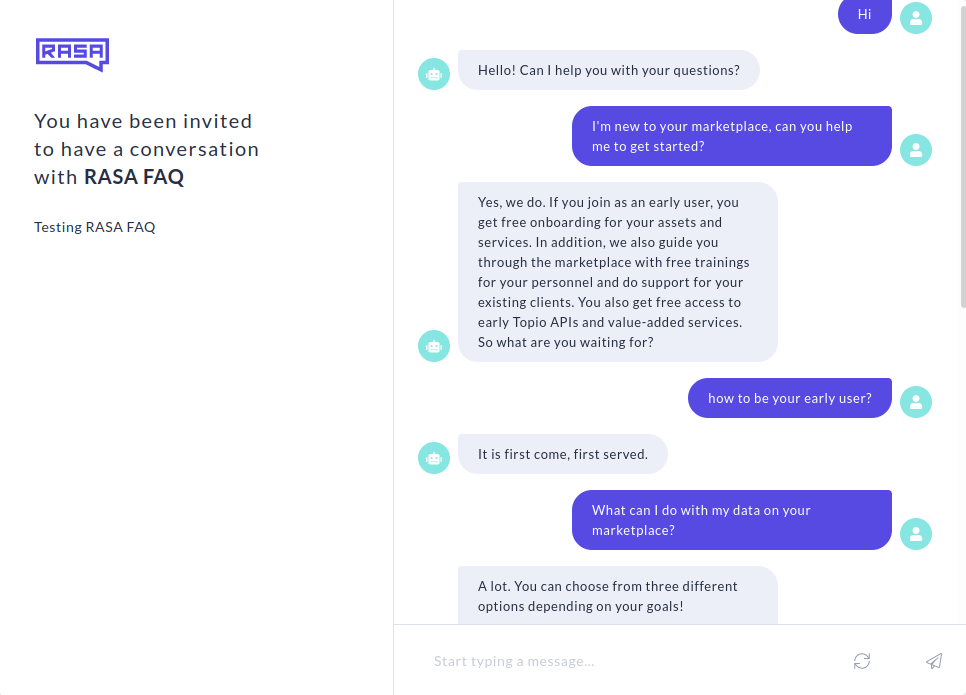 RASA
You have been invited
to have a conversation
with RASA FAQ
Testing RASA FAQ
Hi
Hello! Can I help you with your questions?
I'm new to your marketplace, can you help
me to get started?
Yes, we do. If you join as an early user, you
get free onboarding for your assets and
services. In addition, we also guide you
through the marketplace with free trainings
for your personnel and do support for your
existing clients. You also get free access to
early Topio APIs and value-added services.
So what are you waiting for?
how to be your early user?
It is first come, first served.
What can I do with my data on your
marketplace?
A lot. You can choose from three different
options depending on your goals!
Start typing a message...